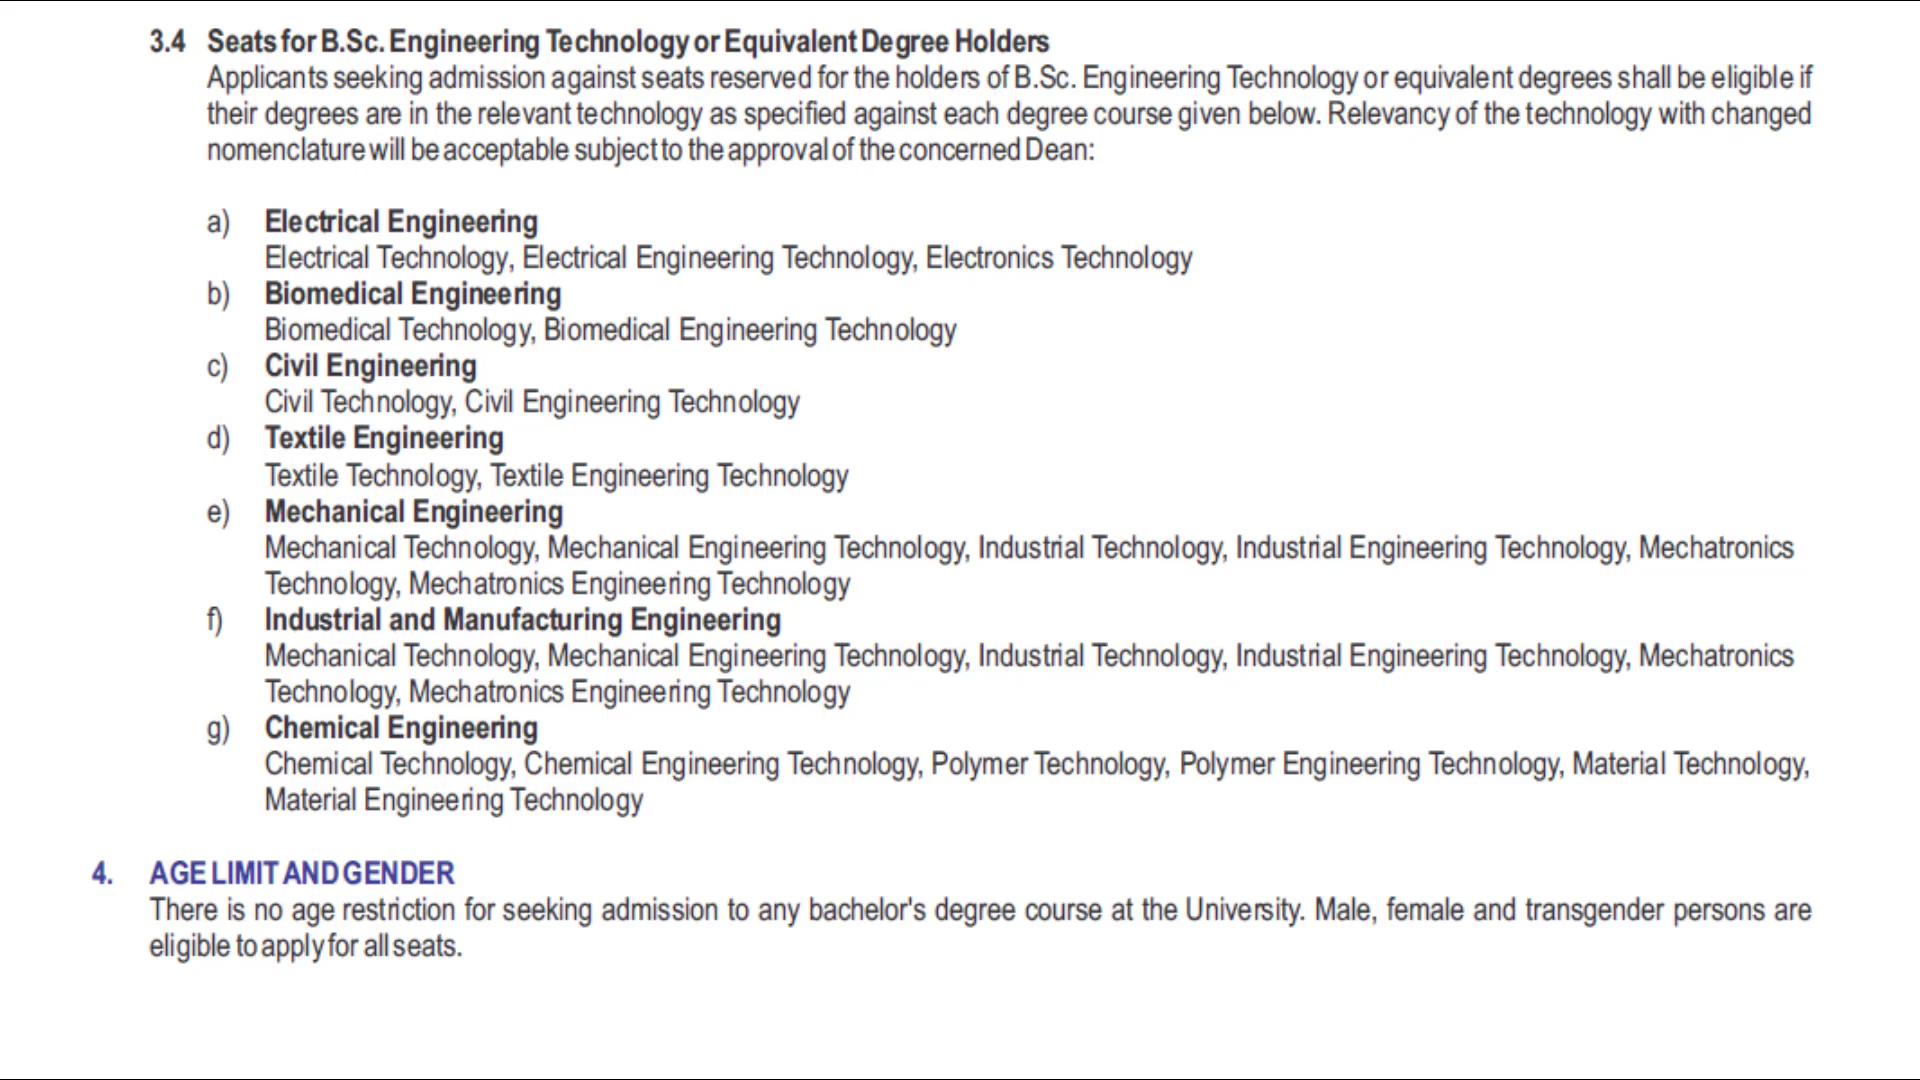 3.4 Seats for B.Sc. Engineering Technology or Equivalent Degree Holders
Applicants seeking admission against seats reserved for the holders of B.Sc. Engineering Technology or equivalent degrees shall be eligible if
their degrees are in the relevant technology as specified against each degree course given below. Relevancy of the technology with changed
nomenclature will be acceptable subject to the approval of the concerned Dean:
a) Electrical Engineering
Electrical Technology, Electrical Engineering Technology, Electronics Technology
b) Biomedical Engineering
Biomedical Technology, Biomedical Engineering Technology
c) Civil Engineering
Civil Technology, Civil Engineering Technology
d) Textile Engineering
Textile Technology, Textile Engineering Technology
e) Mechanical Engineering
Mechanical Technology, Mechanical Engineering Technology, Industrial Technology, Industrial Engineering Technology, Mechatronics
Technology, Mechatronics Engineering Technology
f) Industrial and Manufacturing Engineering
Mechanical Technology, Mechanical Engineering Technology, Industrial Technology, Industrial Engineering Technology, Mechatronics
Technology, Mechatronics Engineering Technology
g) Chemical Engineering
Chemical Technology, Chemical Engineering Technology, Polymer Technology, Polymer Engineering Technology, Material Technology,
Material Engineering Technology
4. AGE LIMIT AND GENDER
There is no age restriction for seeking admission to any bachelor's degree course at the University. Male, female and transgender persons are
eligible to apply for all seats.